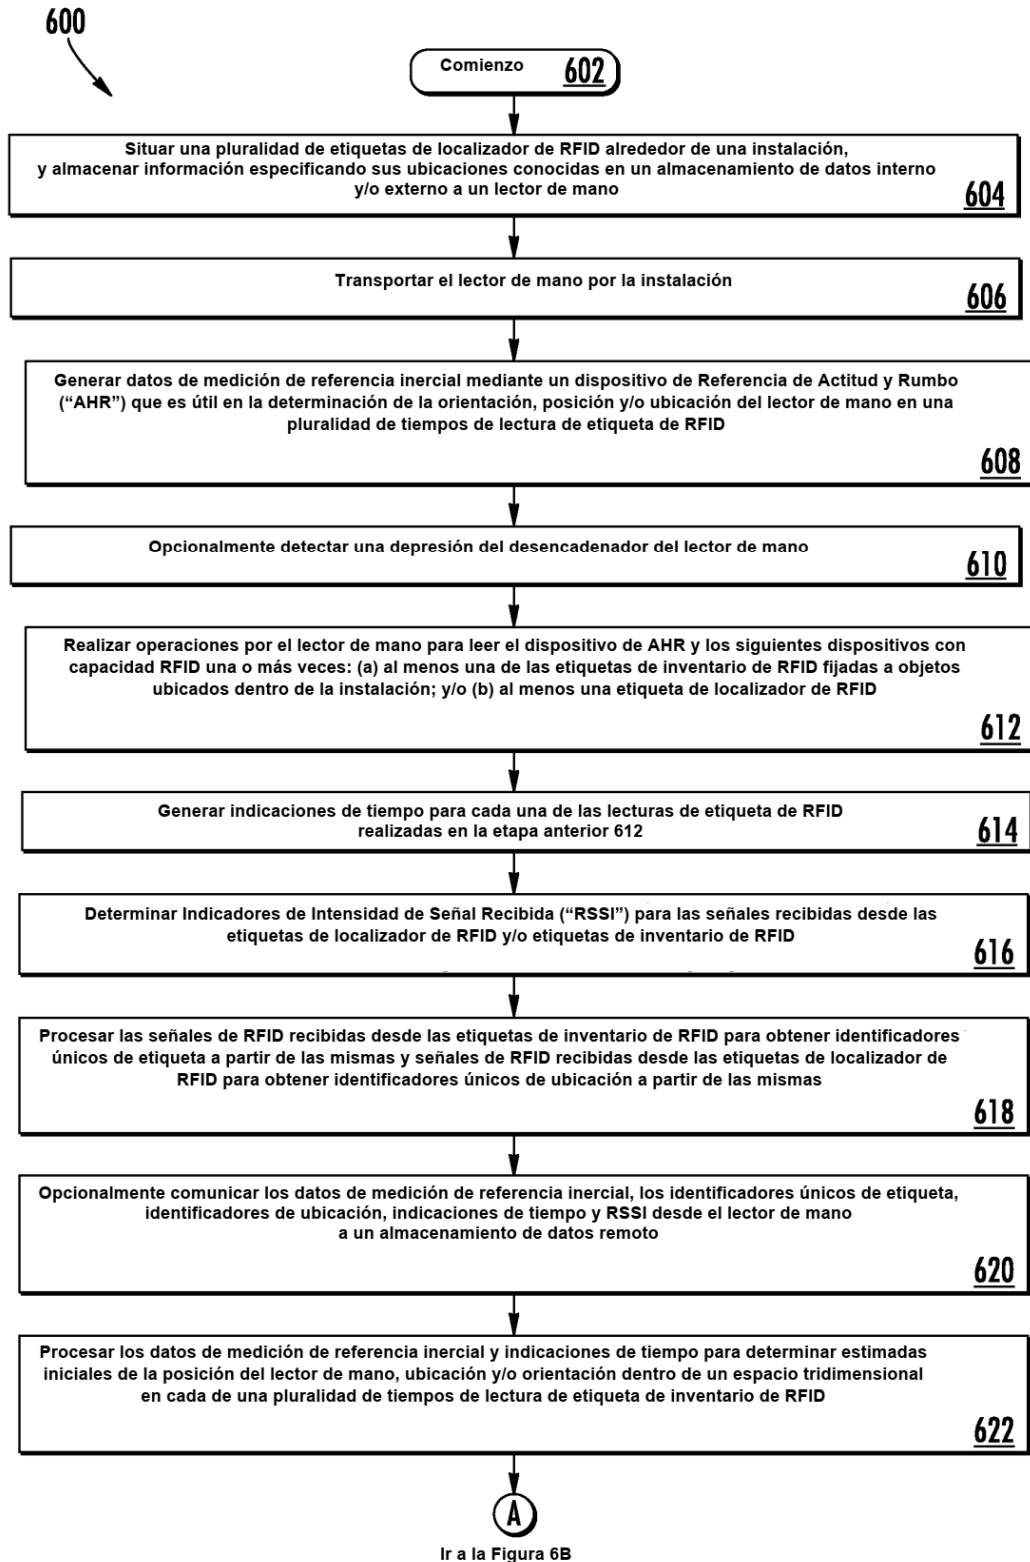 600
Comienzo 602
Situar una pluralidad de etiquetas de localizador de RFID alrededor de una instalación,
y almacenar información especificando sus ubicaciones conocidas en un almacenamiento de datos interno
y/o externo a un lector de mano
604
Transportar el lector de mano por la instalación
606
Generar datos de medición de referencia inercial mediante un dispositivo de Referencia de Actitud y Rumbo
(“AHR”) que es útil en la determinación de la orientación, posición y/o ubicación del lector de mano en una
pluralidad de tiempos de lectura de etiqueta de RFID
608
Opcionalmente detectar una depresión del desencadenador del lector de mano
610
Realizar operaciones por el lector de mano para leer el dispositivo de AHR y los siguientes dispositivos con
capacidad RFID una o más veces: (a) al menos una de las etiquetas de inventario de RFID fijadas a objetos
ubicados dentro de la instalación; y/o (b) al menos una etiqueta de localizador de RFID
612
Generar indicaciones de tiempo para cada una de las lecturas de etiqueta de RFID
realizadas en la etapa anterior 612
614
Determinar Indicadores de Intensidad de Señal Recibida (“RSSI”) para las señales recibidas desde las
etiquetas de localizador de RFID y/o etiquetas de inventario de RFID
616
Procesar las señales de RFID recibidas desde las etiquetas de inventario de RFID para obtener identificadores
únicos de etiqueta a partir de las mismas y señales de RFID recibidas desde las etiquetas de localizador de
RFID para obtener identificadores únicos de ubicación a partir de las mismas
618
Opcionalmente comunicar los datos de medición de referencia inercial, los identificadores únicos de etiqueta,
identificadores de ubicación, indicaciones de tiempo y RSSI desde el lector de mano
a un almacenamiento de datos remoto
620
Procesar los datos de medición de referencia inercial y indicaciones de tiempo para determinar estimadas
iniciales de la posición del lector de mano, ubicación y/o orientación dentro de un espacio tridimensional
en cada de una pluralidad de tiempos de lectura de etiqueta de inventario de RFID
622
A
Ir a la Figura 6B